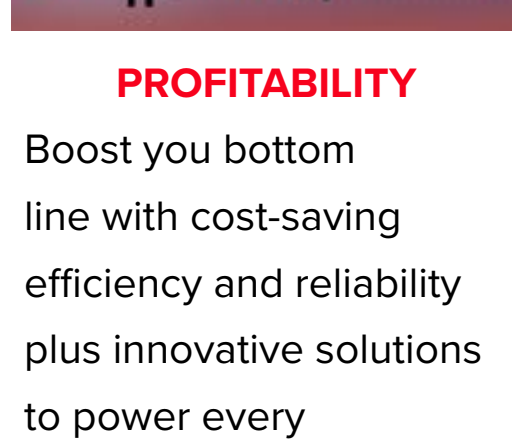 PROFITABILITY
Boost you bottom
line with cost-saving
efficiency and reliability
plus innovative solutions
to power every